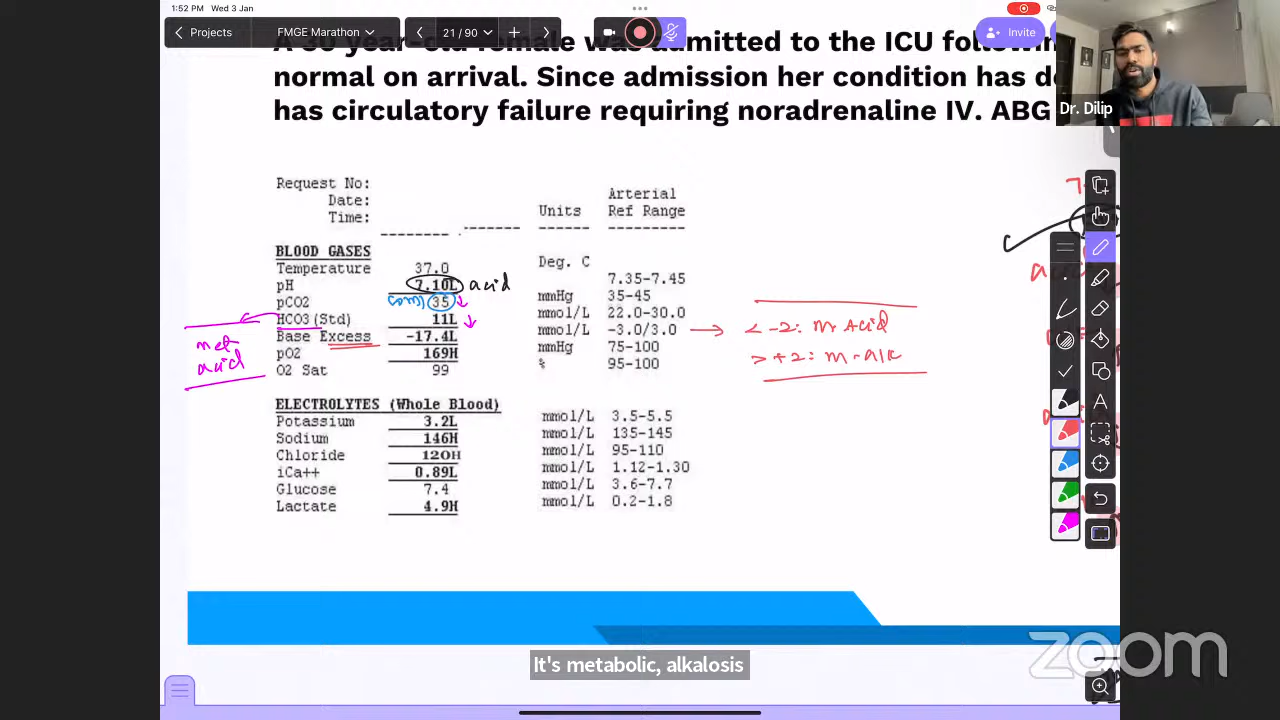 1:52 PM Wed 3 Jan
Projects
FMGE Marathon
21 / 90
Invite
A 30 year-old female was admitted to the ICU followin
normal on arrival. Since admission her condition has de
has circulatory failure requiring noradrenaline IV. ABG
Dr. Dilip
Request No:
Date:
Time:
Units
Arterial
Ref Range
BLOOD GASES
Temperature 37.0 Deg. C
pH 7.10L acid 7.35-7.45
pCO2 35 ↓ mmHg 35-45
HCO3(Std) 11L ↓ mmol/L 22.0-30.0
Base Excess -17.4L mmol/L -3.0/3.0 → < -2: m. Acid
pO2 169H mmHg 75-100 > +2: m. alk
O2 Sat 99 % 95-100
met
acid
ELECTROLYTES (Whole Blood)
Potassium 3.2L mmol/L 3.5-5.5
Sodium 146H mmol/L 135-145
Chloride 120H mmol/L 95-110
iCa++ 0.89L mmol/L 1.12-1.30
Glucose 7.4 mmol/L 3.6-7.7
Lactate 4.9H mmol/L 0.2-1.8
zoom
It's metabolic, alkalosis